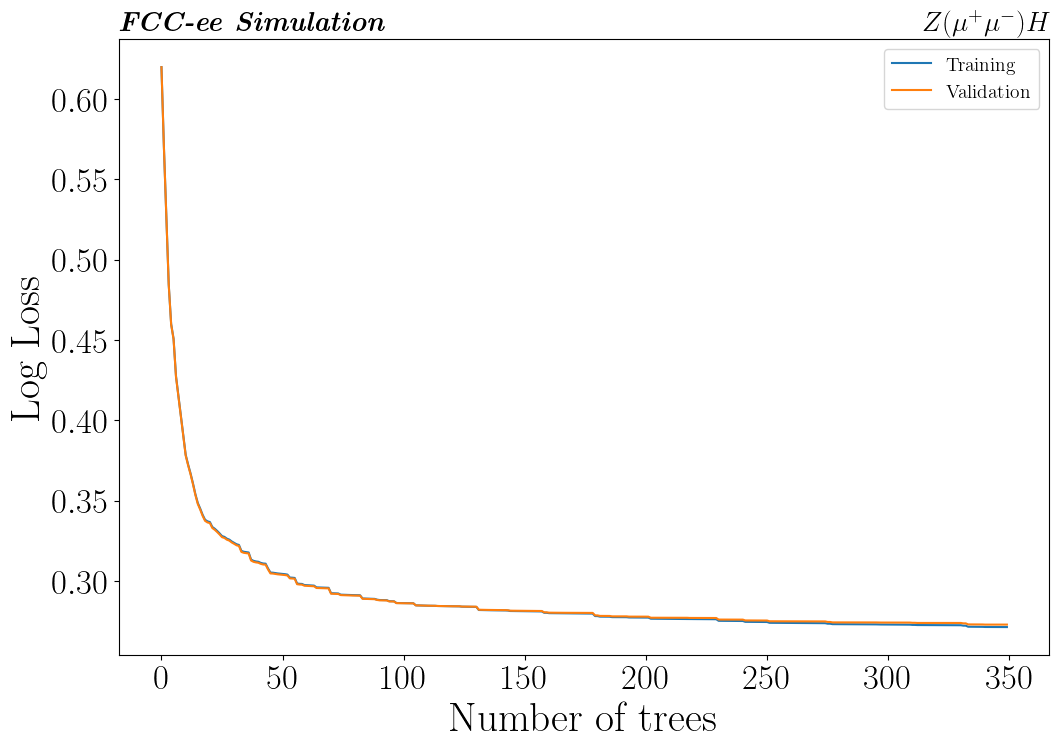 FCC-ee Simulation
Z(μ⁺μ⁻)H
Training
Validation
0.60
0.55
0.50
0.45
0.40
0.35
0.30
Log Loss
0 50 100 150 200 250 300 350
Number of trees